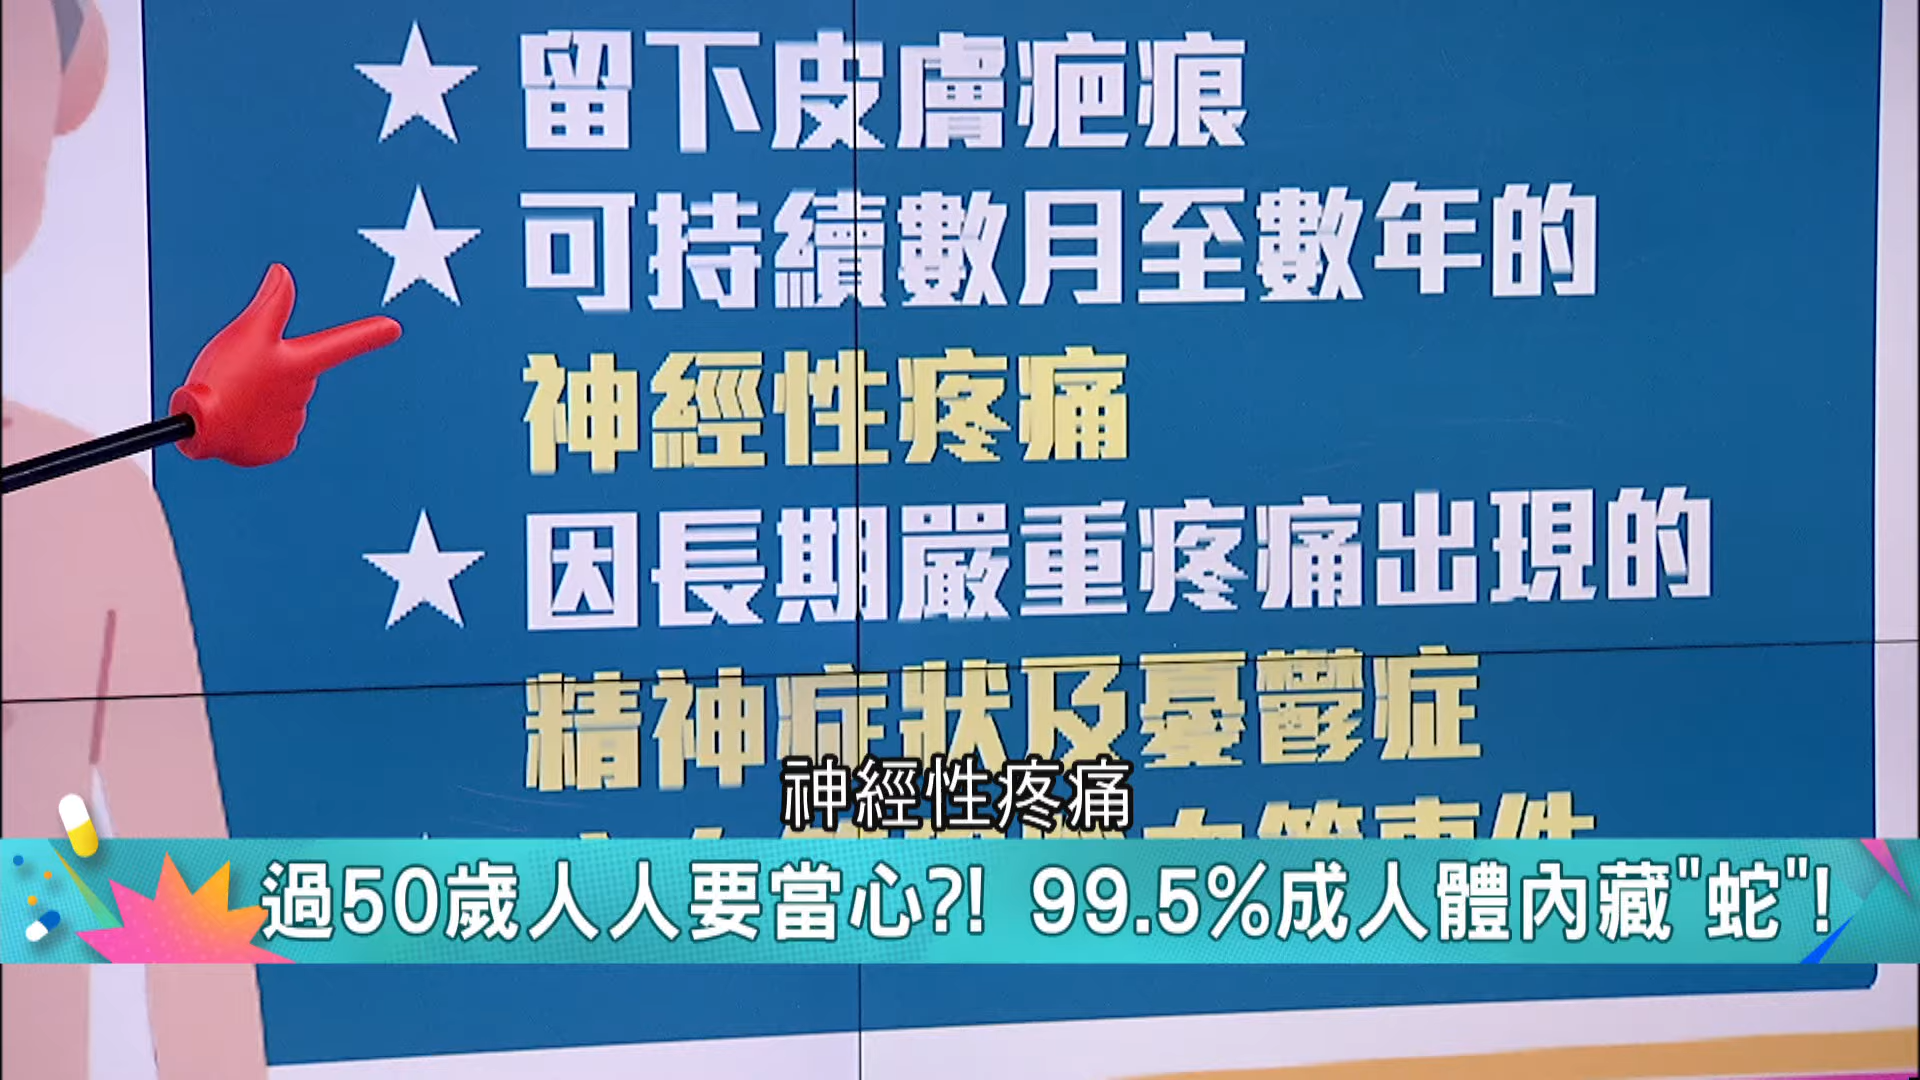 ★ 留下皮膚疤痕
★ 可持續數月至數年的
神經性疼痛
★ 因長期嚴重疼痛出現的
精神症狀及憂鬱症
神經性疼痛
過50歲人人要當心?! 99.5%成人體內藏"蛇"!